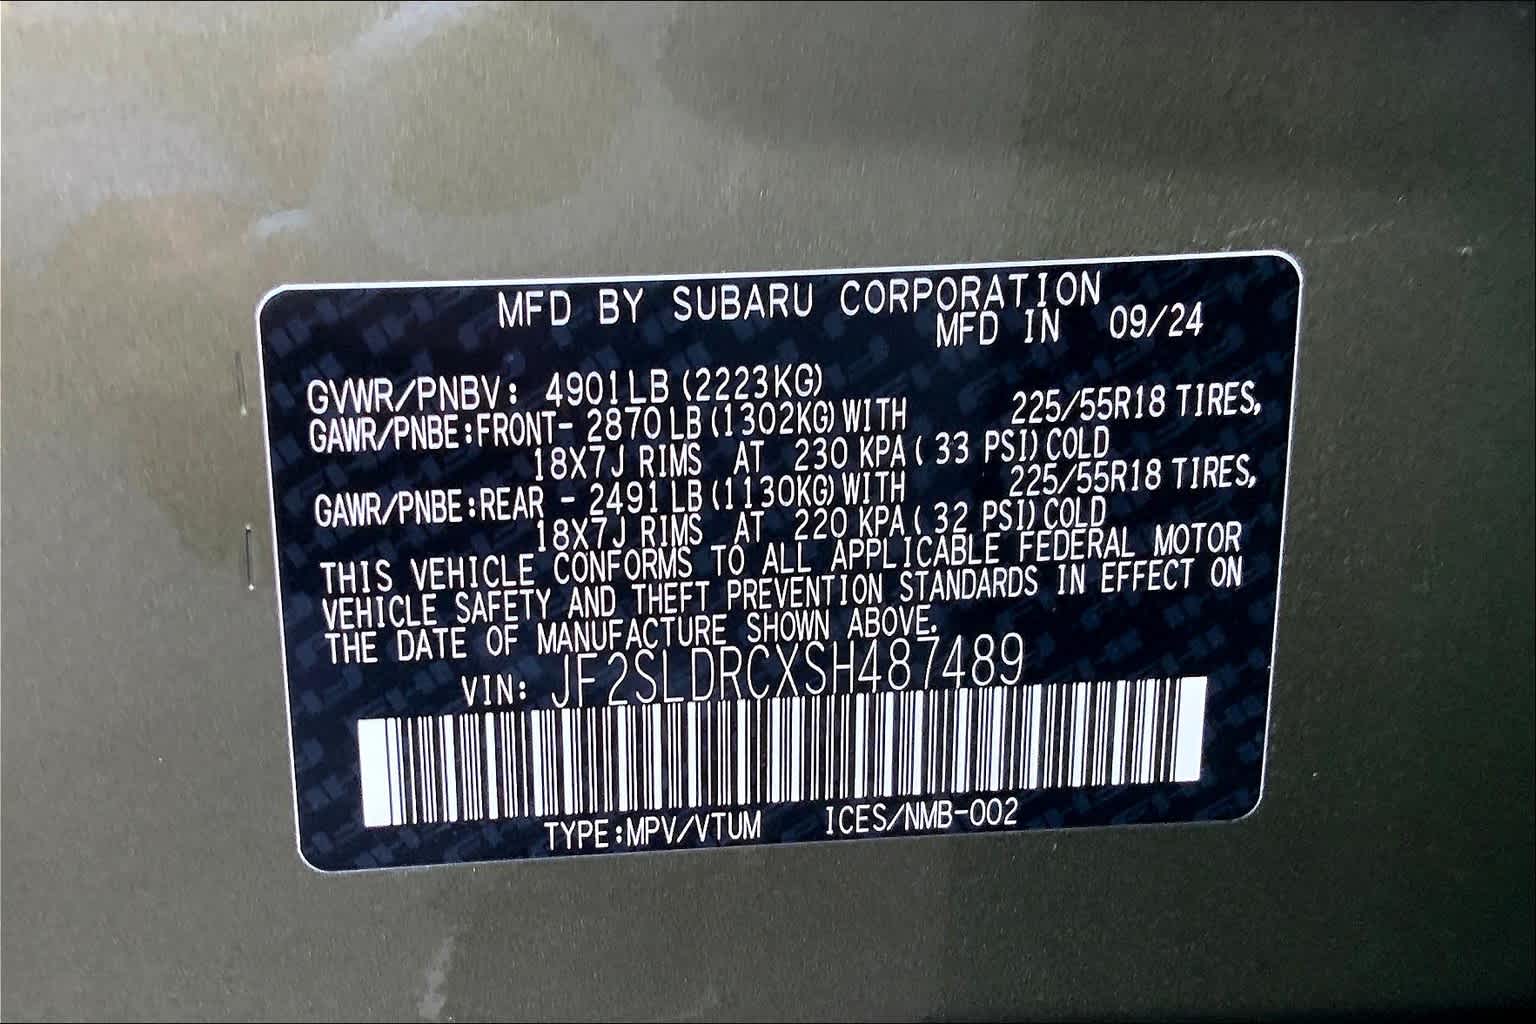 MFD BY SUBARU CORPORATION
MFD IN 09/24
GVWR/PNBV: 4901LB (2223KG)
GAWR/PNBE:FRONT- 2870LB (1302KG) WITH 225/55R18 TIRES,
18X7J RIMS AT 230 KPA ( 33 PSI) COLD
GAWR/PNBE:REAR - 2491LB (1130KG) WITH 225/55R18 TIRES,
18X7J RIMS AT 220 KPA ( 32 PSI) COLD
THIS VEHICLE CONFORMS TO ALL APPLICABLE FEDERAL MOTOR
VEHICLE SAFETY AND THEFT PREVENTION STANDARDS IN EFFECT ON
THE DATE OF MANUFACTURE SHOWN ABOVE.
VIN: JF2SLDRCXSH487489
TYPE:MPV/VTUM ICES/NMB-002